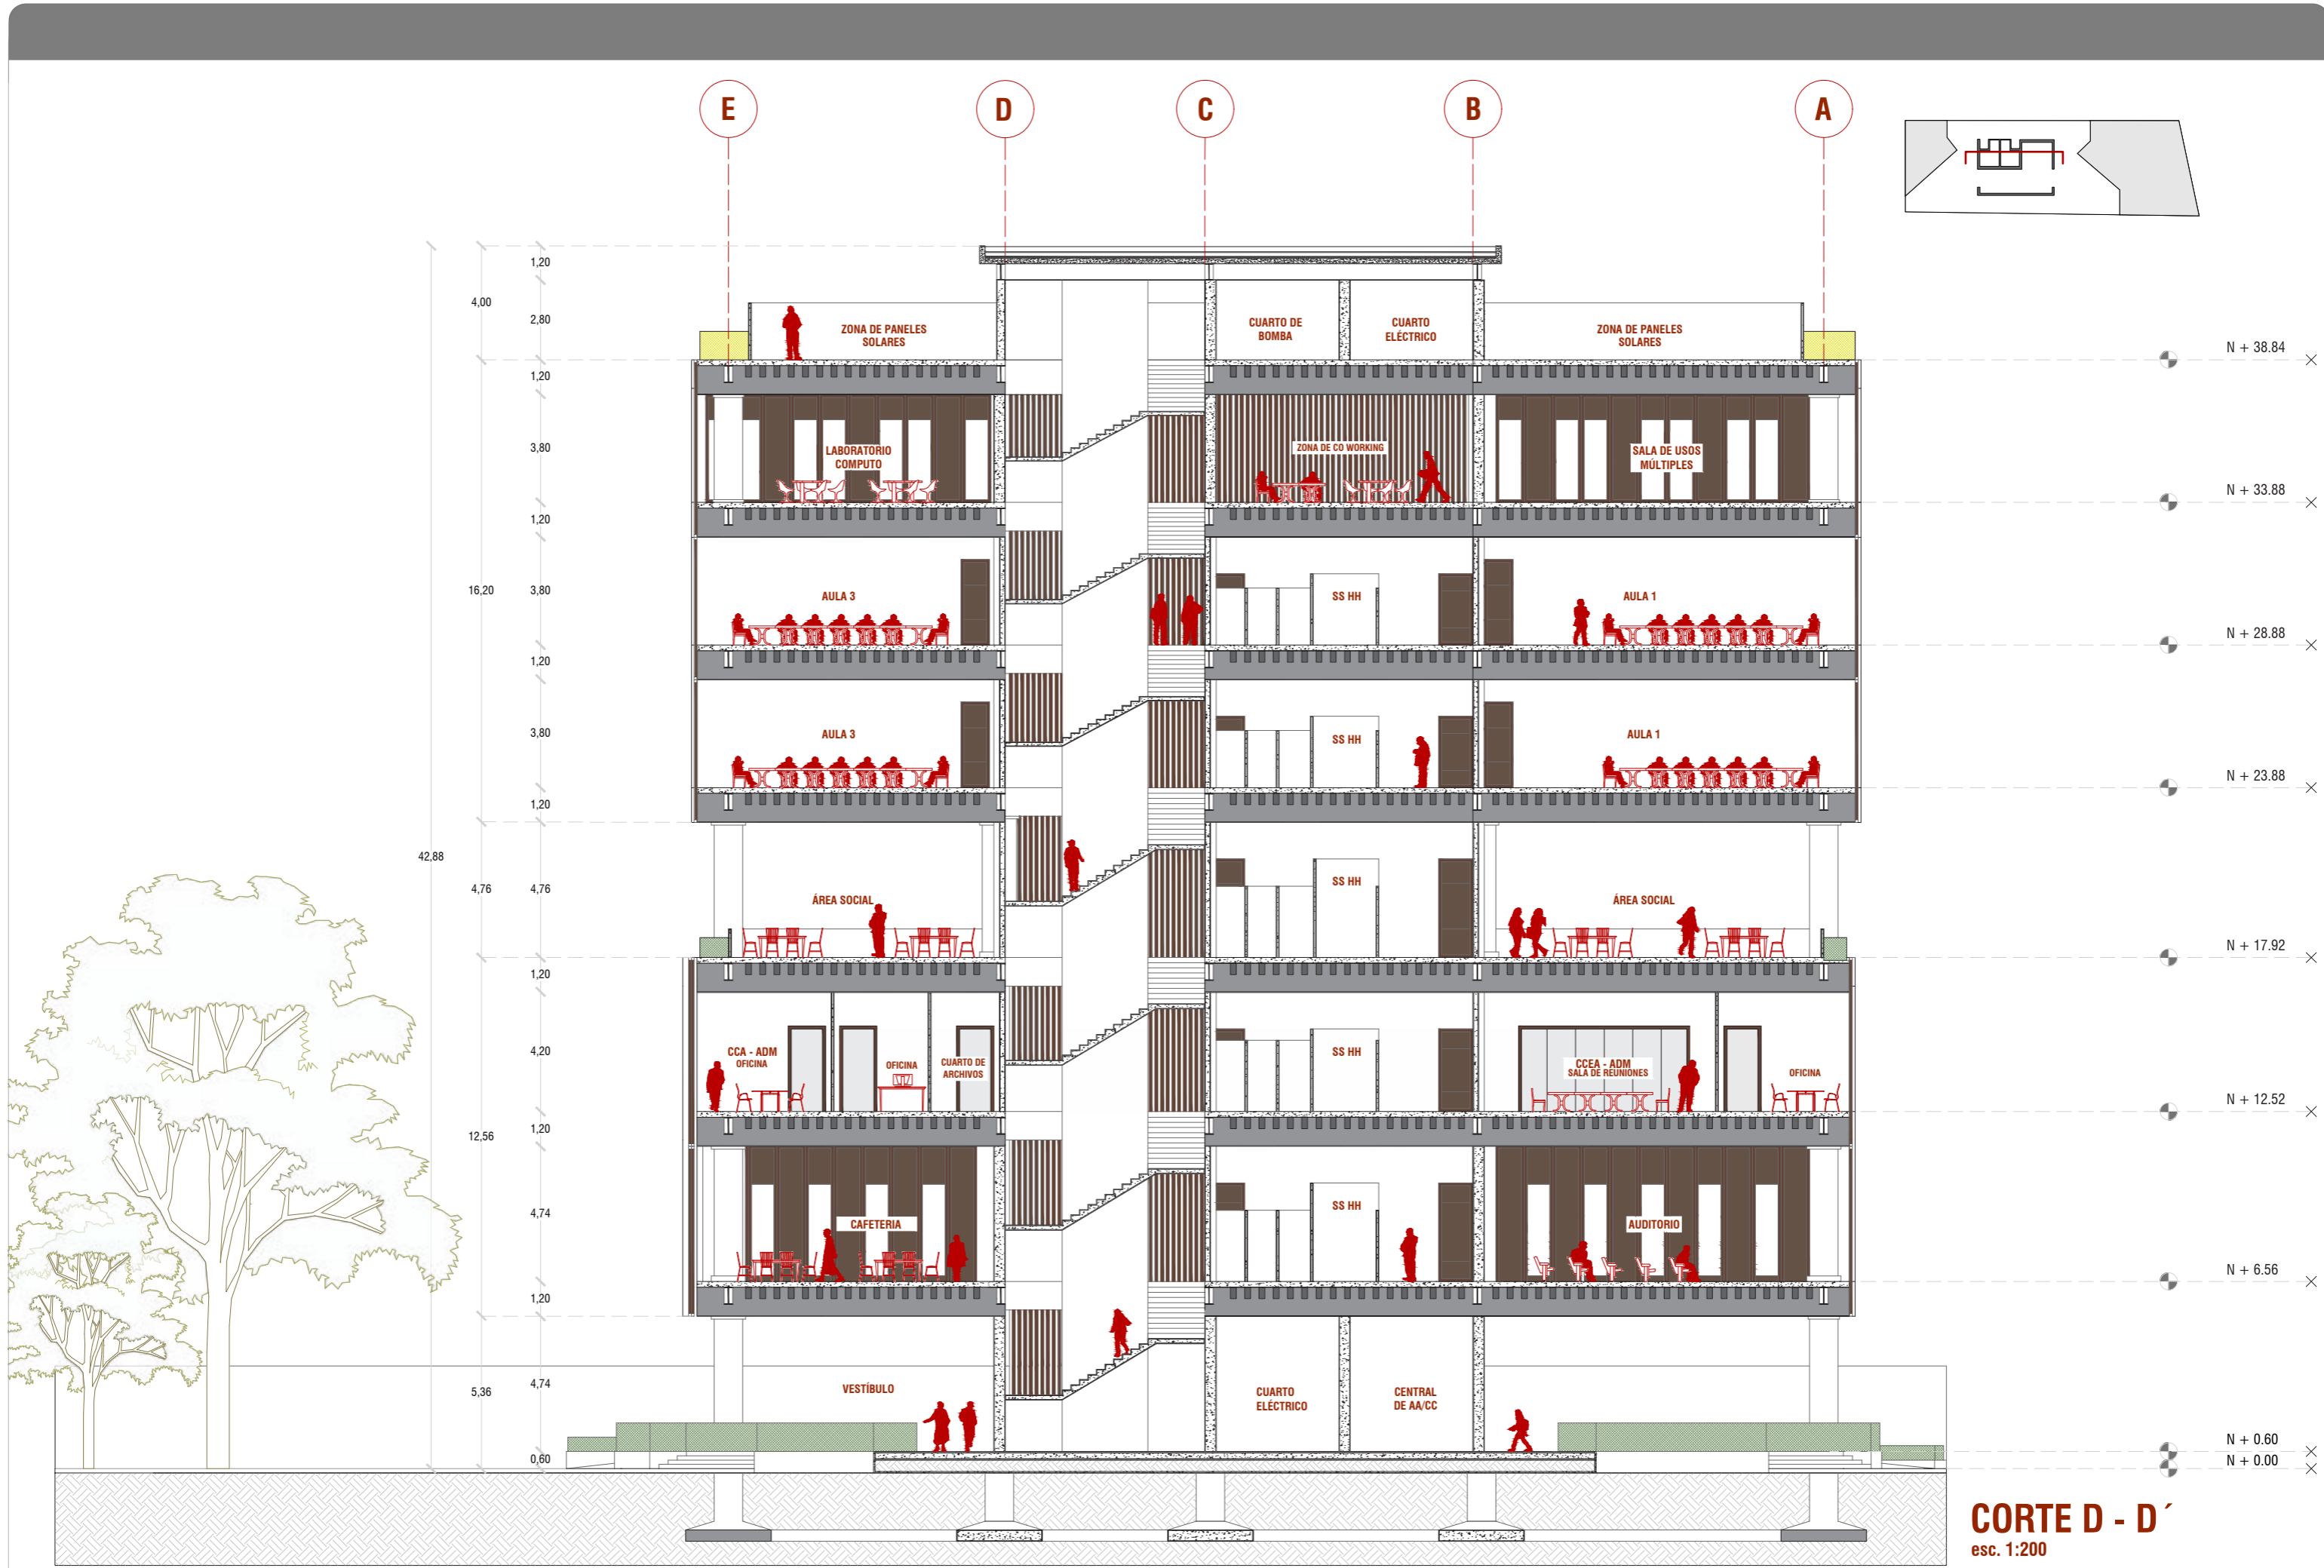 E
D
C
B
A
1,20
4,00
2,80
ZONA DE PANELES
SOLARES
CUARTO DE
BOMBA
CUARTO
ELÉCTRICO
ZONA DE PANELES
SOLARES
N + 38.84
1,20
3,80
LABORATORIO
COMPUTO
ZONA DE CO WORKING
SALA DE USOS
MÚLTIPLES
N + 33.88
1,20
16,20
3,80
AULA 3
SS HH
AULA 1
N + 28.88
1,20
3,80
AULA 3
SS HH
AULA 1
N + 23.88
1,20
42,88
4,76
4,76
ÁREA SOCIAL
SS HH
ÁREA SOCIAL
N + 17.92
1,20
4,20
CCA - ADM
OFICINA
OFICINA
CUARTO DE
ARCHIVOS
SS HH
CCEA - ADM
SALA DE REUNIONES
OFICINA
N + 12.52
12,56
1,20
4,74
CAFETERIA
SS HH
AUDITORIO
N + 6.56
1,20
5,36
4,74
VESTÍBULO
CUARTO
ELÉCTRICO
CENTRAL
DE AA/CC
0,60
N + 0.60
N + 0.00
CORTE D - D´
esc. 1:200